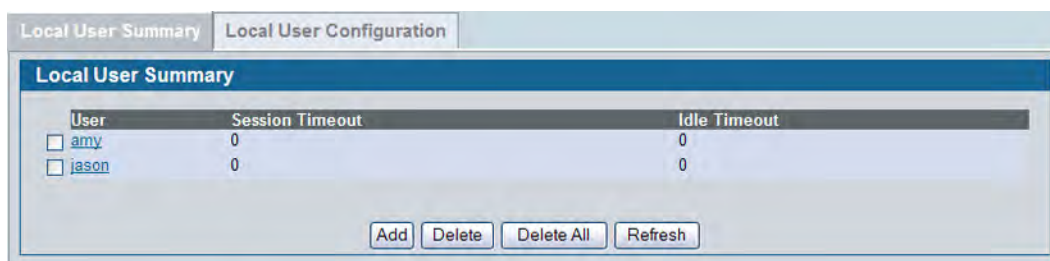 Local User Summary Local User Configuration
Local User Summary
User Session Timeout Idle Timeout
amy 0 0
jason 0 0
Add Delete Delete All Refresh